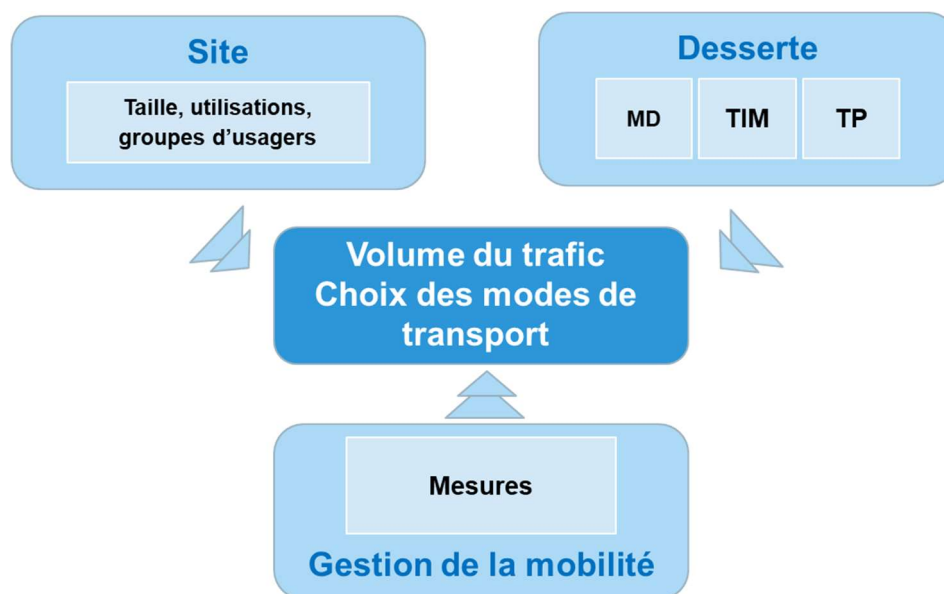 Site
Taille, utilisations,
groupes d’usagers
Desserte
MD
TIM
TP
Volume du trafic
Choix des modes de
transport
Mesures
Gestion de la mobilité